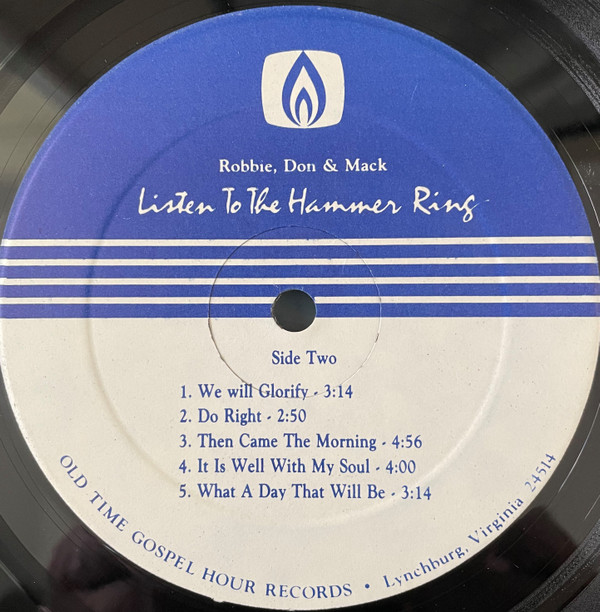 Robbie, Don & Mack
Listen To The Hammer Ring
Side Two
1. We will Glorify - 3:14
2. Do Right - 2:50
3. Then Came The Morning - 4:56
4. It Is Well With My Soul - 4:00
5. What A Day That Will Be - 3:14
OLD TIME GOSPEL HOUR RECORDS • Lynchburg, Virginia 24514